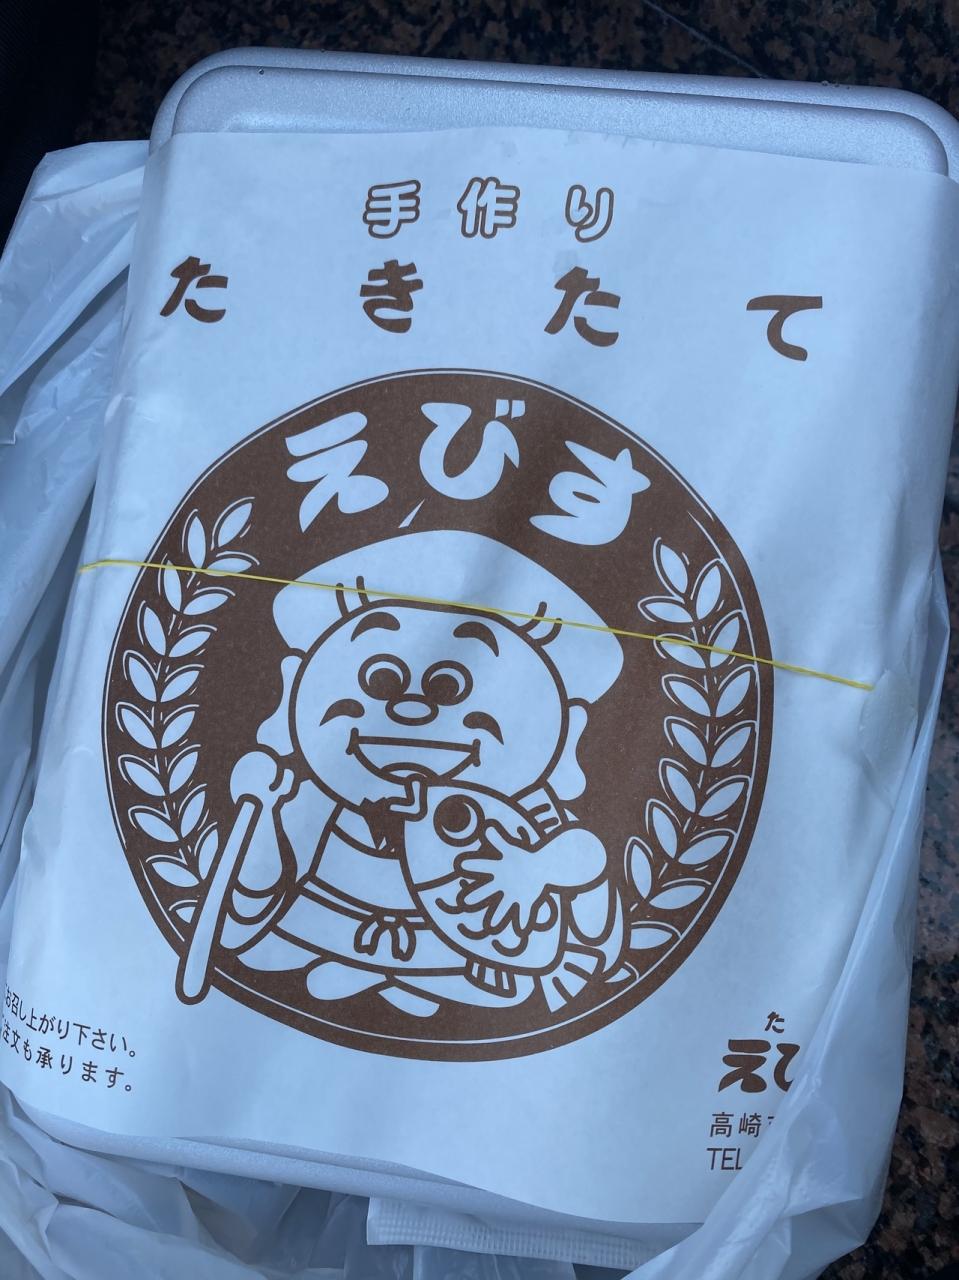 手作り
たきたて
えびす
お召し上がり下さい。
注文も承ります。
た
え
高崎
TEL